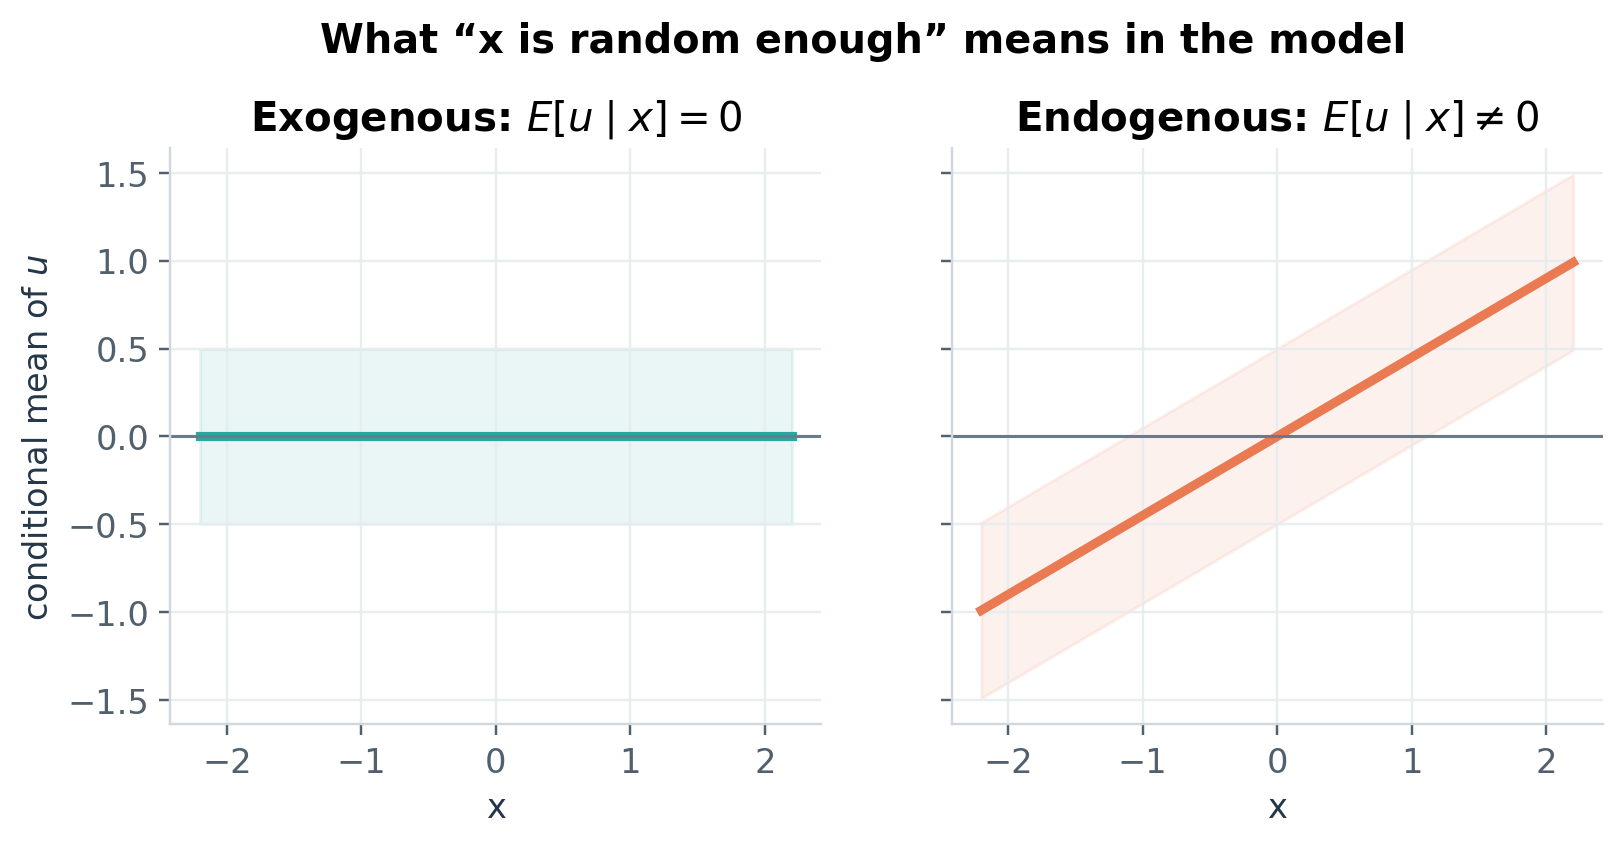 What “x is random enough” means in the model
Exogenous: E[u | x] = 0
1.5
1.0
0.5
0.0
−0.5
−1.0
−1.5
conditional mean of u
−2
−1
0
1
2
x
Endogenous: E[u | x] ≠ 0
−2
−1
0
1
2
x